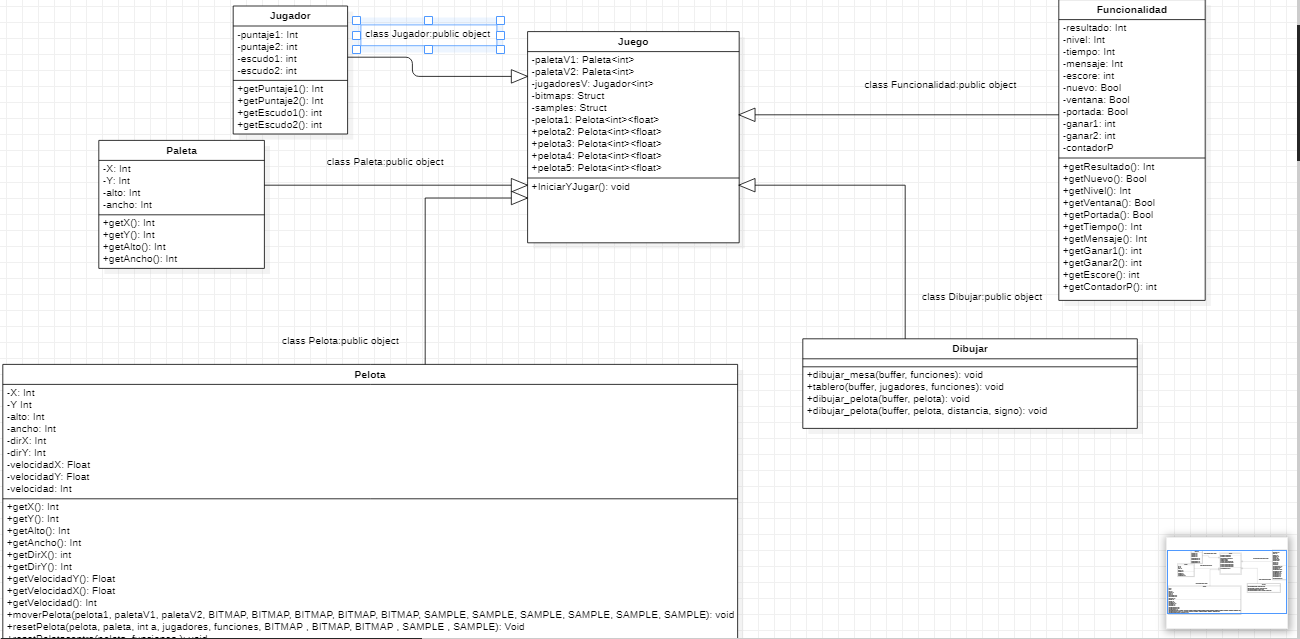 Jugador
-puntaje1: Int
-puntaje2: int
-escudo1: int
-escudo2: int
+getPuntaje1(): Int
+getPuntaje2(): Int
+getEscudo1(): int
+getEscudo2(): int
class Jugador:public object
Juego
-paletaV1: Paleta<int>
-paletaV2: Paleta<int>
-jugadoresV: Jugador<int>
-bitmaps: Struct
-samples: Struct
-pelota1: Pelota<int><float>
+pelota2: Pelota<int><float>
+pelota3: Pelota<int><float>
+pelota4: Pelota<int><float>
+pelota5: Pelota<int><float>
+IniciarYJugar(): void
class Funcionalidad:public object
Funcionalidad
-resultado: Int
-nivel: Int
-tiempo: Int
-mensaje: Int
-escore: int
-nuevo: Bool
-ventana: Bool
-portada: Bool
-ganar1: int
-ganar2: int
-contadorP
+getResultado(): Int
+getNuevo(): Bool
+getNivel(): Int
+getVentana(): Bool
+getPortada(): Bool
+getTiempo(): Int
+getMensaje(): Int
+getGanar1(): int
+getGanar2(): int
+getEscore(): int
+getContadorP(): int
Paleta
-X: Int
-Y: Int
-alto: Int
-ancho: Int
+getX(): Int
+getY(): Int
+getAlto(): Int
+getAncho(): Int
class Paleta:public object
class Dibujar:public object
class Pelota:public object
Dibujar
+dibujar_mesa(buffer, funciones): void
+tablero(buffer, jugadores, funciones): void
+dibujar_pelota(buffer, pelota): void
+dibujar_pelota(buffer, pelota, distancia, signo): void
Pelota
-X: Int
-Y Int
-alto: Int
-ancho: Int
-dirX: Int
-dirY: Int
-velocidadX: Float
-velocidadY: Float
-velocidad: Int
+getX(): Int
+getY(): Int
+getAlto(): Int
+getAncho(): Int
+getDirX(): int
+getDirY(): int
+getVelocidadY(): Float
+getVelocidadX(): Float
+getVelocidad(): Int
+moverPelota(pelota1, paletaV1, paletaV2, BITMAP, BITMAP, BITMAP, BITMAP, BITMAP, SAMPLE, SAMPLE, SAMPLE, SAMPLE, SAMPLE, SAMPLE): void
+resetPelota(pelota, paleta, int a, jugadores, funciones, BITMAP , BITMAP, BITMAP , SAMPLE , SAMPLE): Void